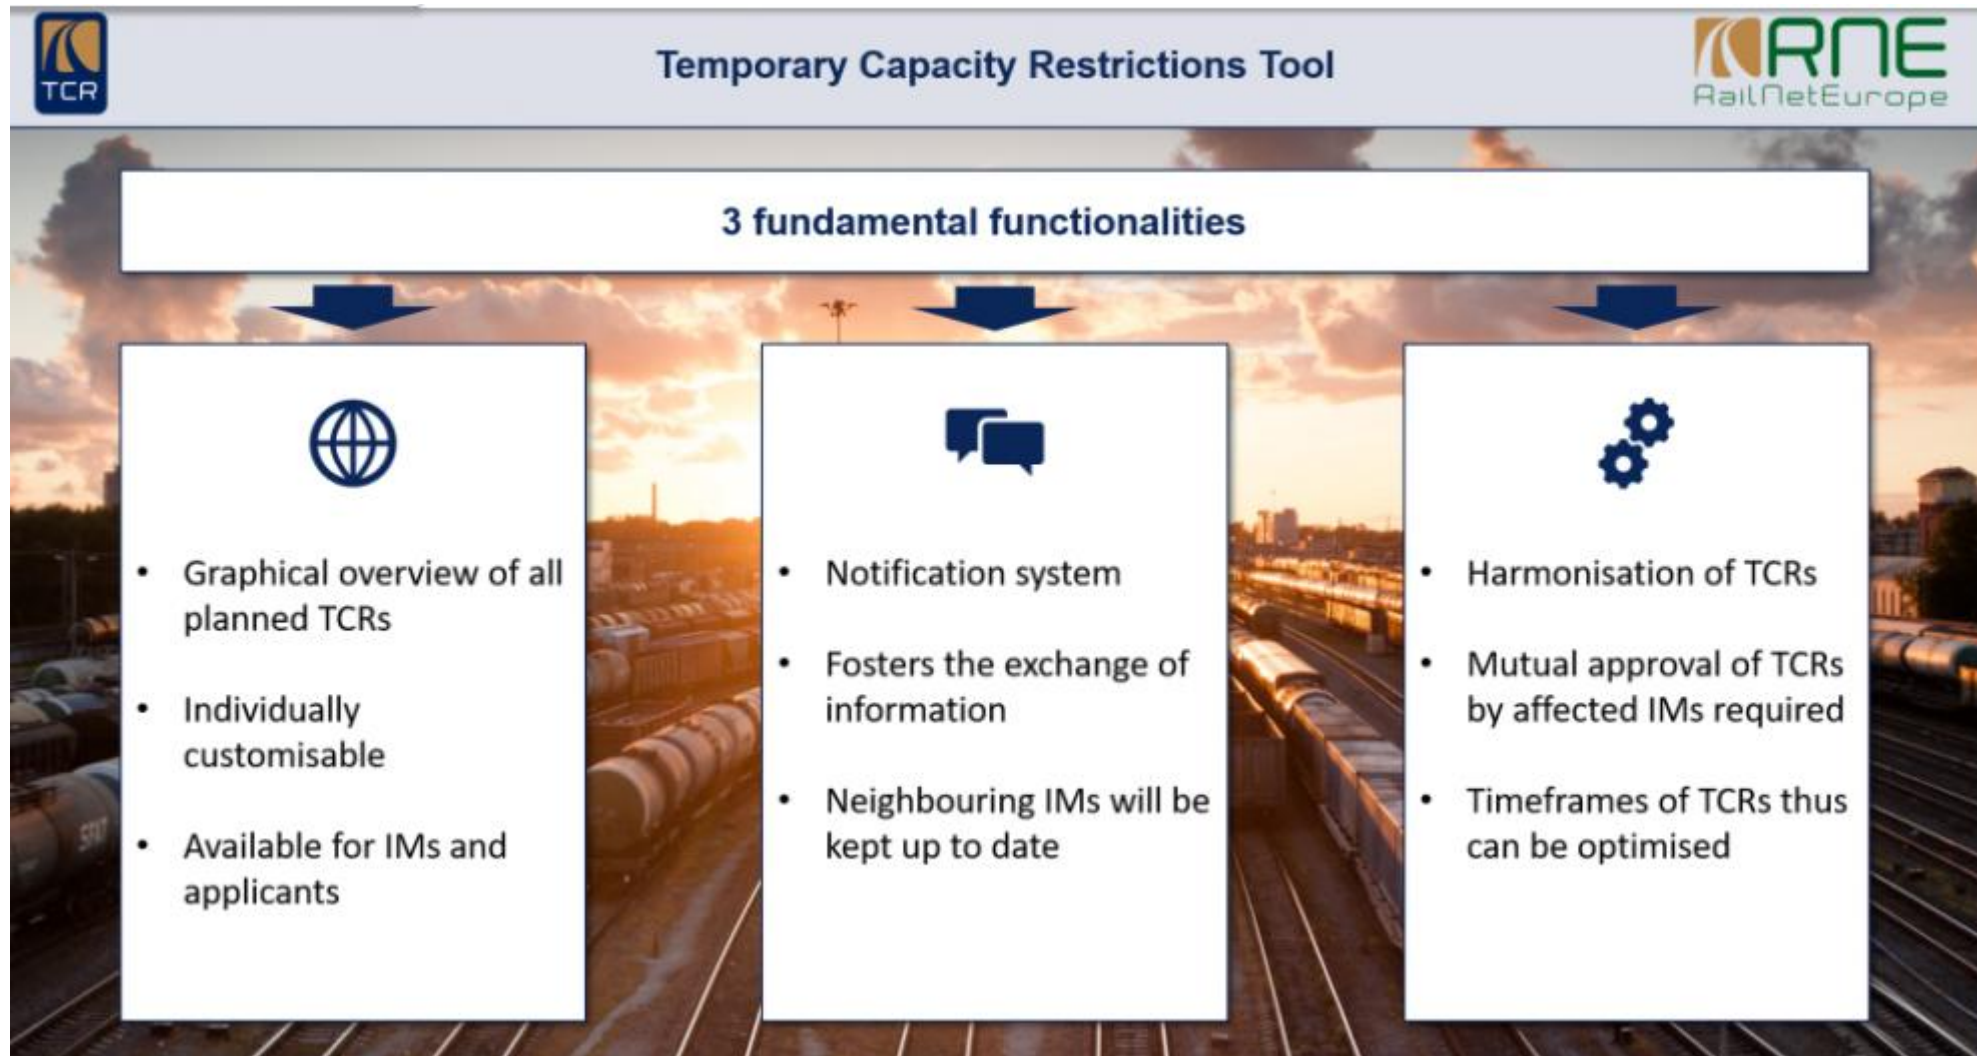 TCR
Temporary Capacity Restrictions Tool
RNE
RailNetEurope
3 fundamental functionalities
• Graphical overview of all
planned TCRs
• Individually
customisable
• Available for IMs and
applicants
• Notification system
• Fosters the exchange of
information
• Neighbouring IMs will be
kept up to date
• Harmonisation of TCRs
• Mutual approval of TCRs
by affected IMs required
• Timeframes of TCRs thus
can be optimised